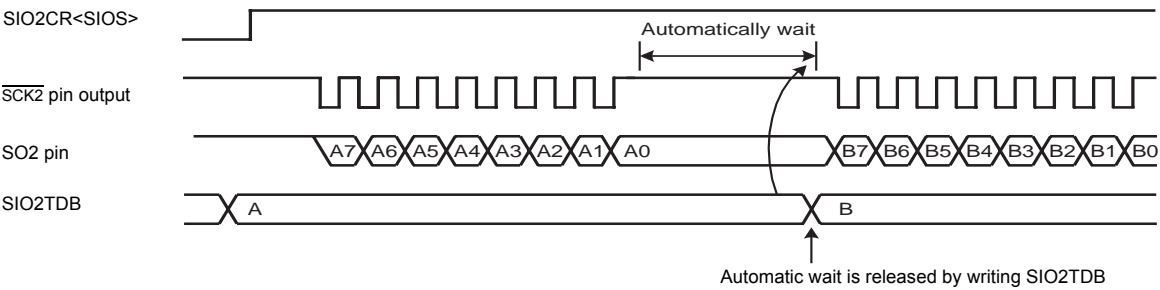 SIO2CR<SIOS>
Automatically wait
SCK2 pin output
SO2 pin
A7 A6 A5 A4 A3 A2 A1 A0 B7 B6 B5 B4 B3 B2 B1 B0
SIO2TDB
A B
Automatic wait is released by writing SIO2TDB